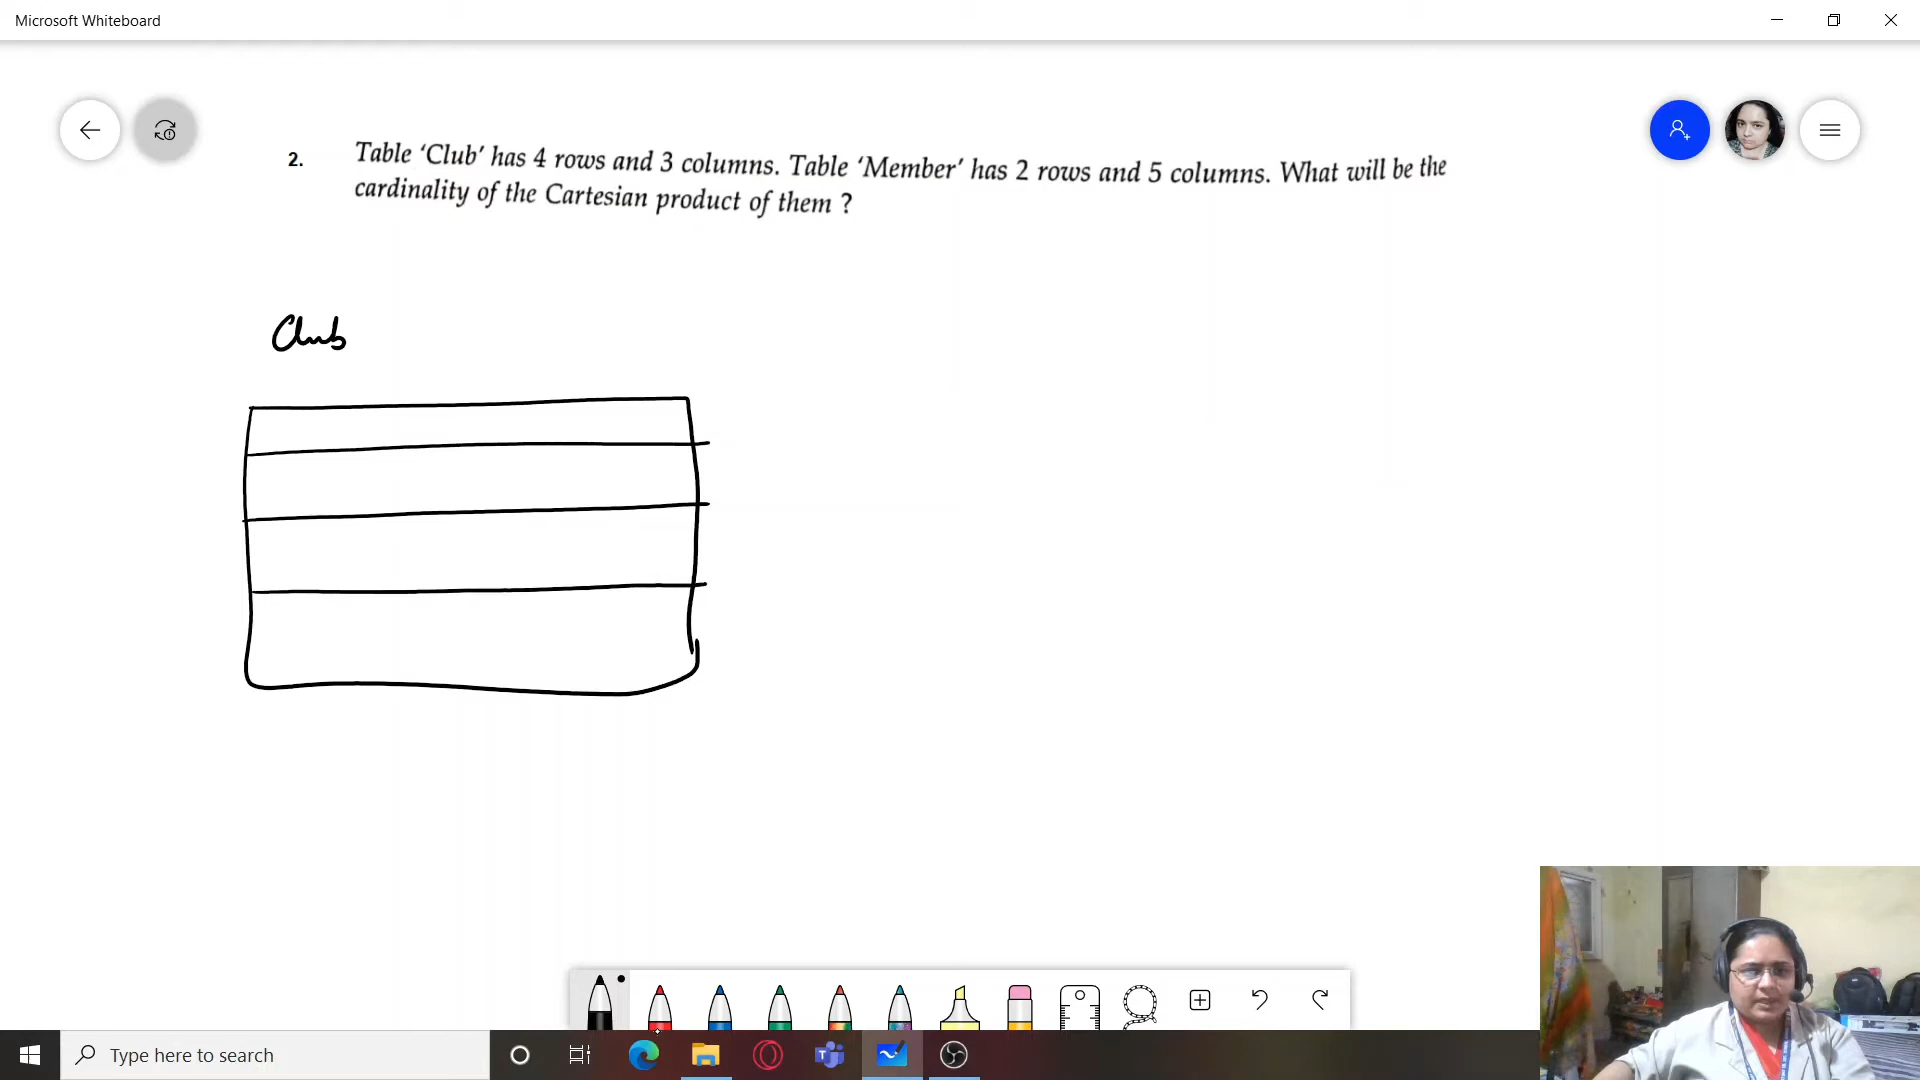 Microsoft Whiteboard
2. Table ‘Club’ has 4 rows and 3 columns. Table ‘Member’ has 2 rows and 5 columns. What will be the
cardinality of the Cartesian product of them ?
Club
Type here to search